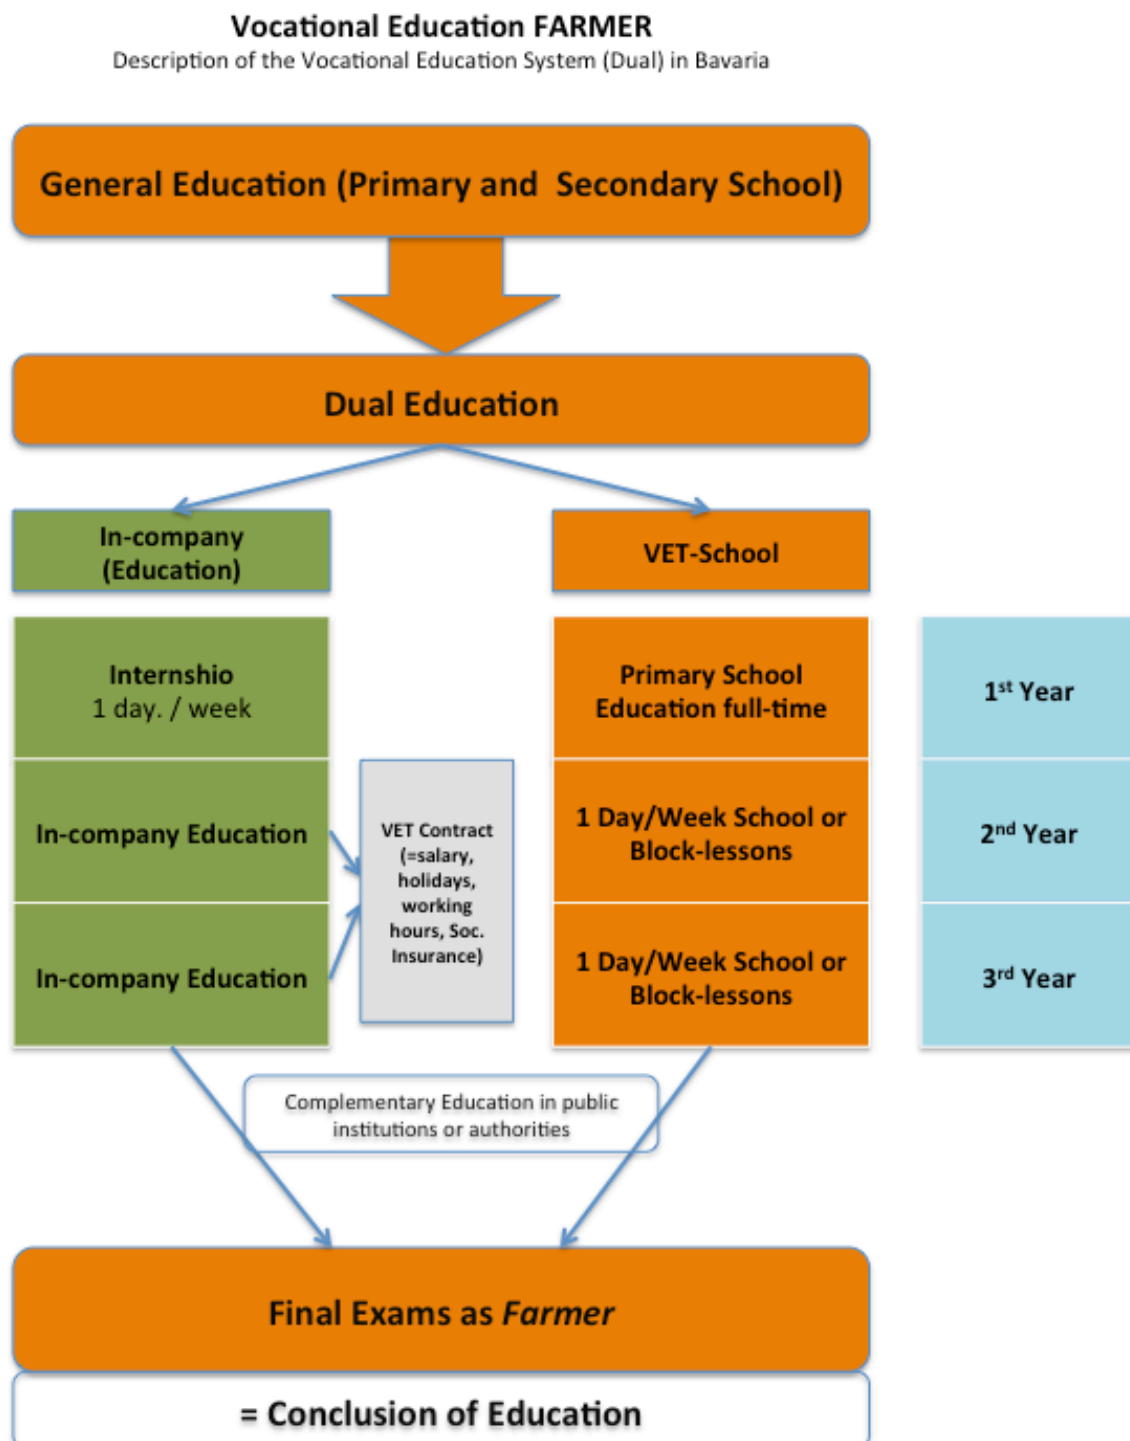 Vocational Education FARMER
Description of the Vocational Education System (Dual) in Bavaria
General Education (Primary and Secondary School)
Dual Education
In-company
(Education)
VET-School
Internshio
1 day. / week
Primary School
Education full-time
1st Year
In-company Education
VET Contract
(=salary,
holidays,
working
hours, Soc.
Insurance)
1 Day/Week School or
Block-lessons
2nd Year
In-company Education
1 Day/Week School or
Block-lessons
3rd Year
Complementary Education in public
institutions or authorities
Final Exams as Farmer
= Conclusion of Education